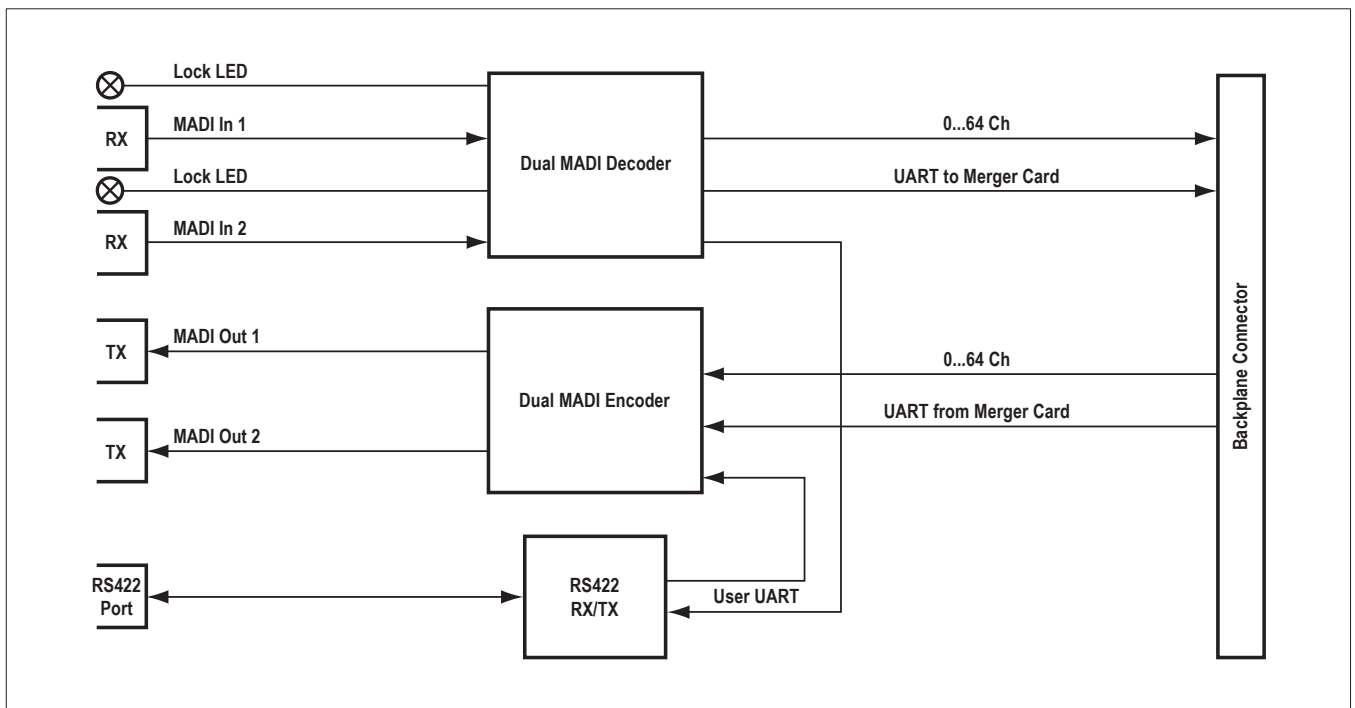 Lock LED
RX
MADI In 1
Lock LED
RX
MADI In 2
Dual MADI Decoder
0...64 Ch
UART to Merger Card
TX
MADI Out 1
TX
MADI Out 2
Dual MADI Encoder
0...64 Ch
UART from Merger Card
Backplane Connector
RS422
Port
RS422
RX/TX
User UART